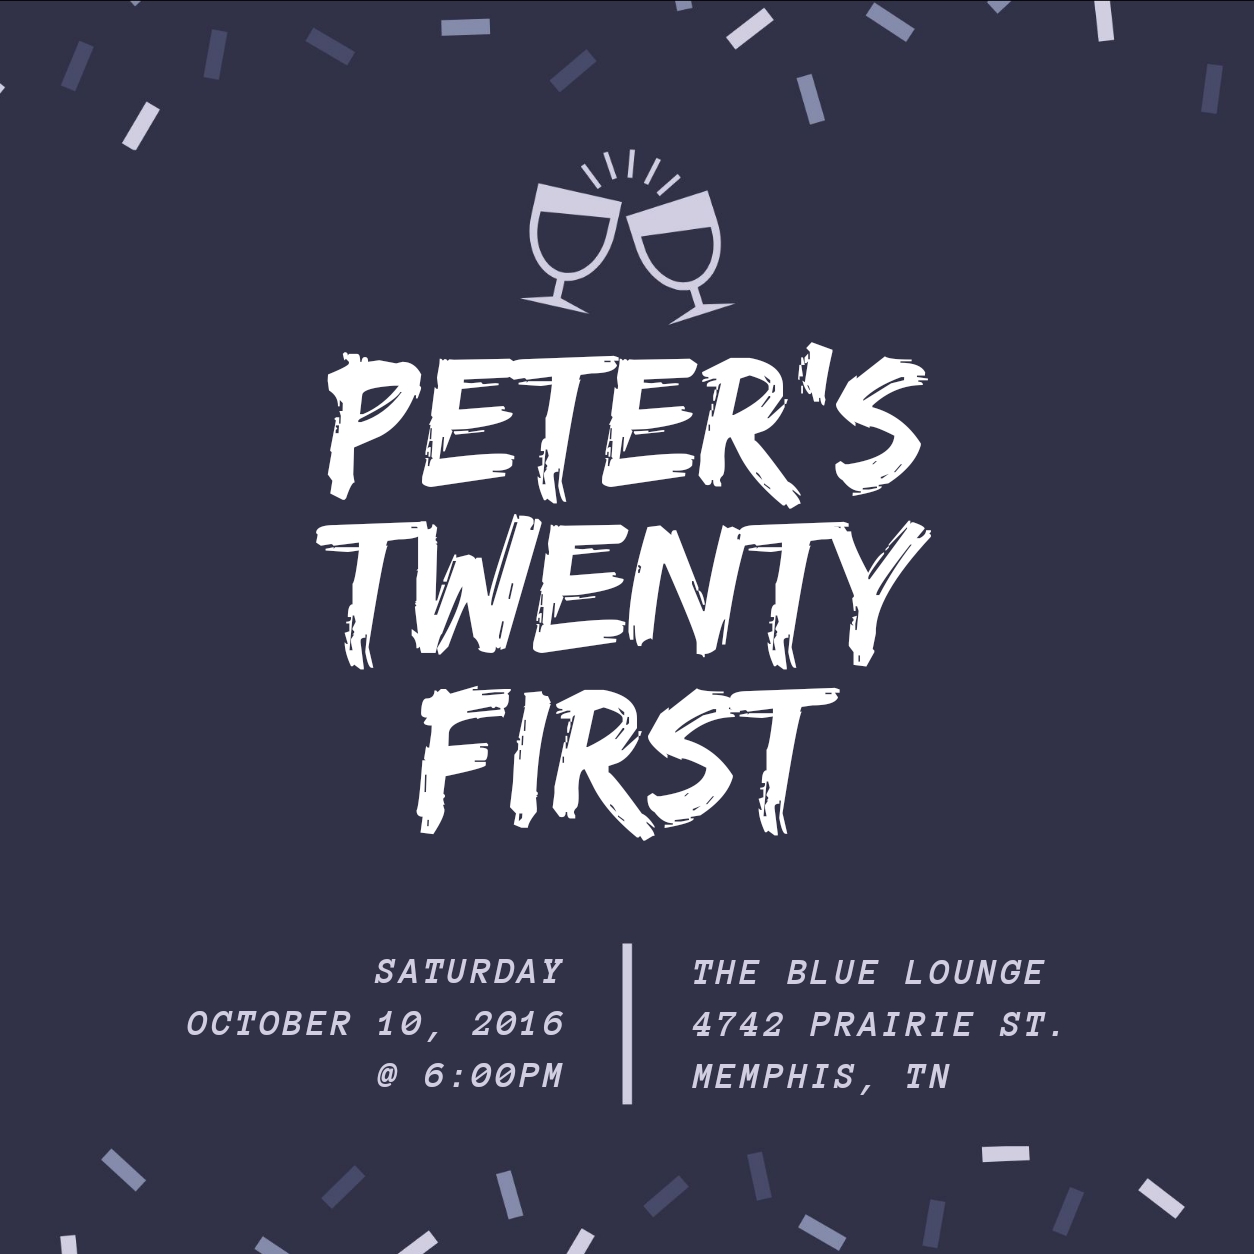 PETER'S
TWENTY
FIRST
SATURDAY
OCTOBER 10, 2016
@ 6:00PM
THE BLUE LOUNGE
4742 PRAIRIE ST.
MEMPHIS, TN